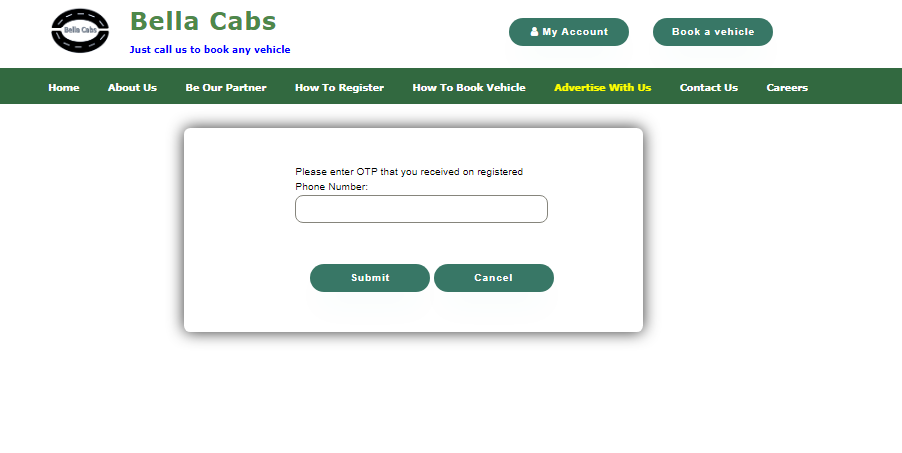 Bella Cabs
Bella Cabs
Just call us to book any vehicle
My Account
Book a vehicle
Home
About Us
Be Our Partner
How To Register
How To Book Vehicle
Advertise With Us
Contact Us
Careers
Please enter OTP that you received on registered
Phone Number:
Submit
Cancel